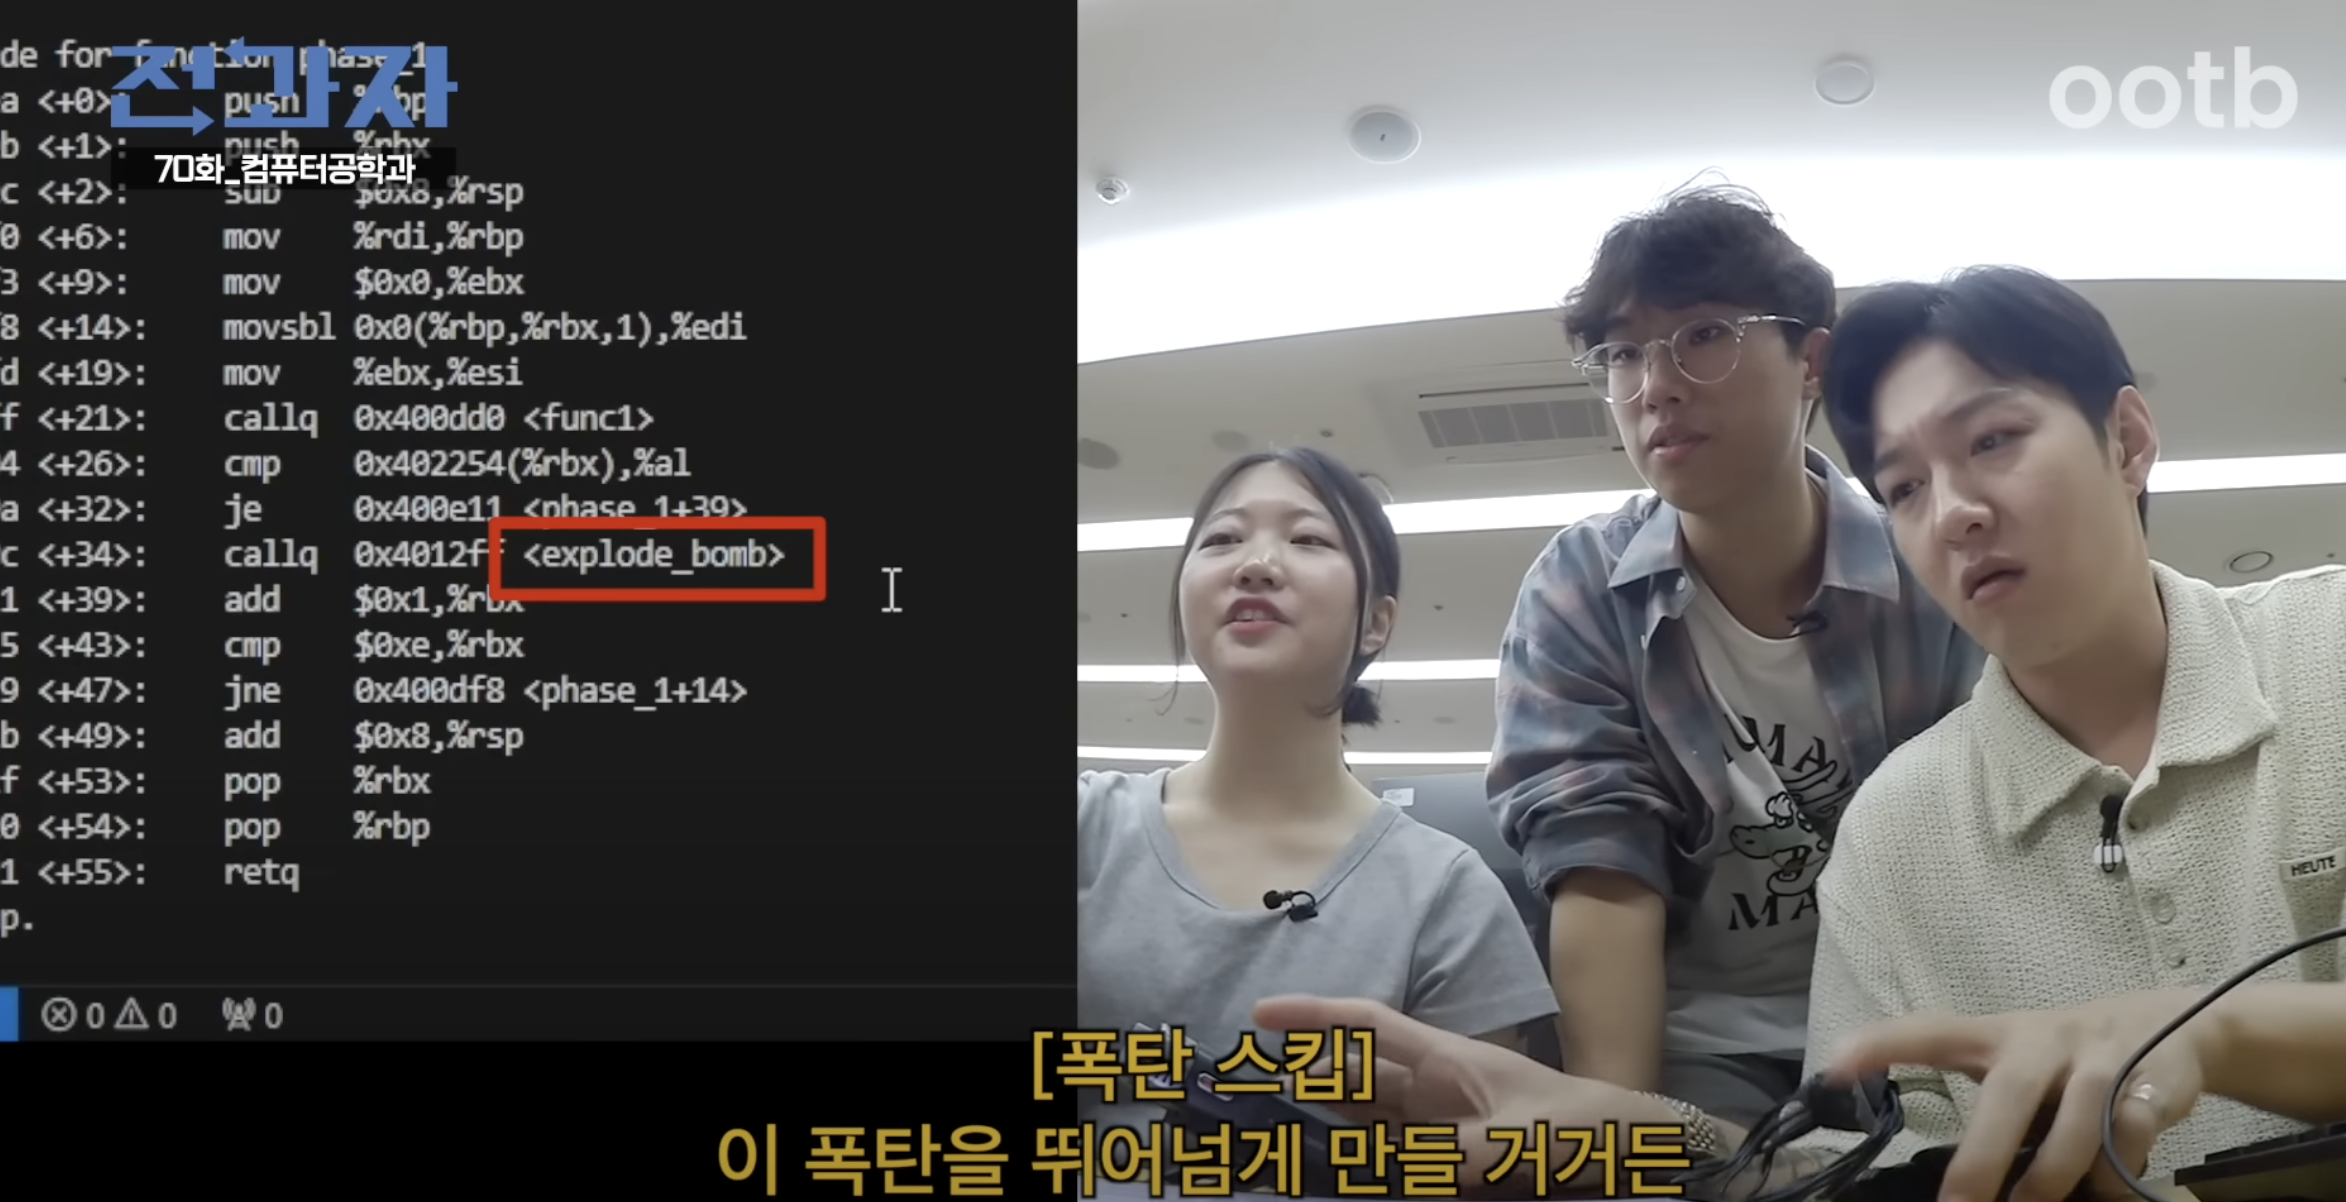 de for function phase_1
전과자
ootb
a <+0>: push %rbp
b <+1>: push %rbx
70화_컴퓨터공학과
c <+2>: sub $0x8,%rsp
0 <+6>: mov %rdi,%rbp
3 <+9>: mov $0x0,%ebx
8 <+14>: movsbl 0x0(%rbp,%rbx,1),%edi
d <+19>: mov %ebx,%esi
f <+21>: callq 0x400dd0 <func1>
4 <+26>: cmp 0x402254(%rbx),%al
a <+32>: je 0x400e11 <phase_1+39>
c <+34>: callq 0x4012ff <explode_bomb>
1 <+39>: add $0x1,%rbx
5 <+43>: cmp $0xe,%rbx
9 <+47>: jne 0x400df8 <phase_1+14>
b <+49>: add $0x8,%rsp
f <+53>: pop %rbx
0 <+54>: pop %rbp
1 <+55>: retq
p.
0 0 0
HEUTE
[폭탄 스킵]
이 폭탄을 뛰어넘게 만들 거거든